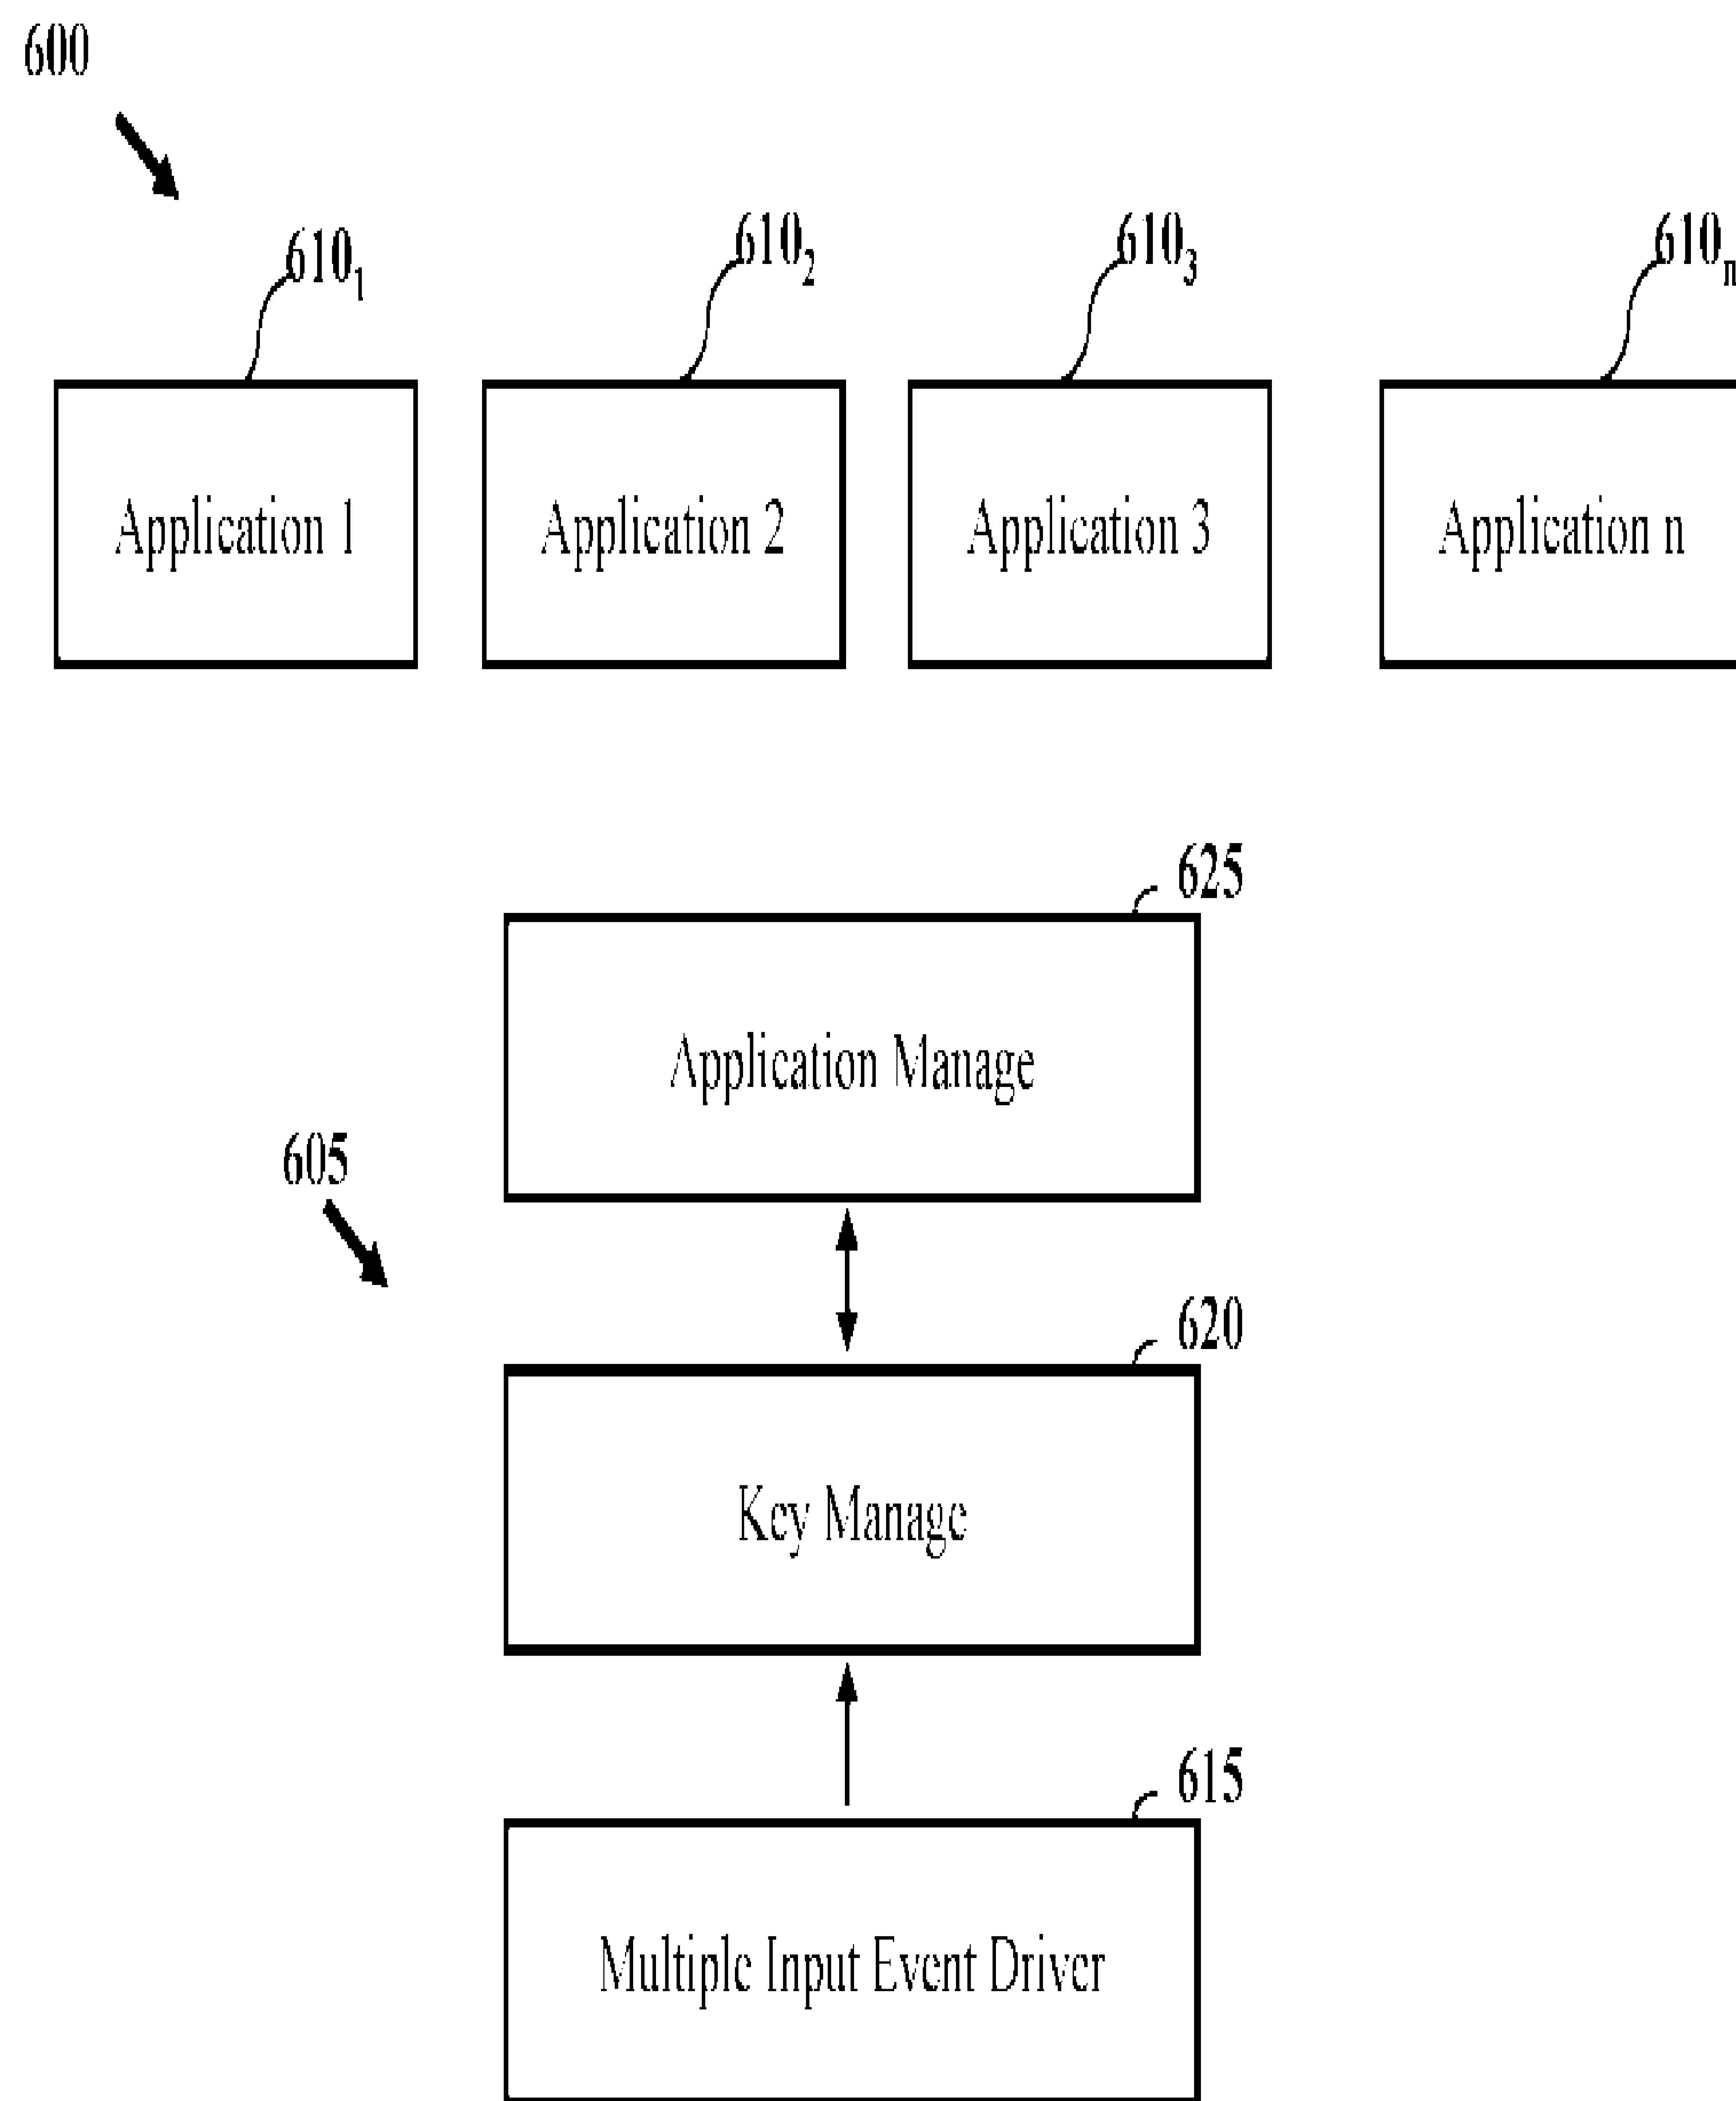 600
610₁
610₂
610₃
610ₙ
Application 1
Application 2
Application 3
Application n
625
Application Manage
605
620
Key Manage
615
Multiple Input Event Driver